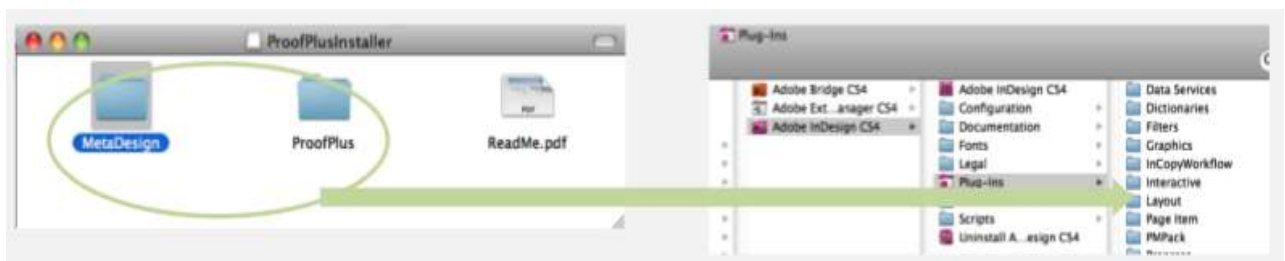 ProofPlusInstaller
MetaDesign
ProofPlus
PDF
ReadMe.pdf
Plug-Ins
Adobe Bridge CS4
Adobe Ext...anager CS4
Adobe InDesign CS4
Adobe InDesign CS4
Configuration
Documentation
Fonts
Legal
Plug-Ins
Scripts
Uninstall A...esign CS4
Data Services
Dictionaries
Filters
Graphics
InCopyWorkflow
Interactive
Layout
Page Item
PMPack